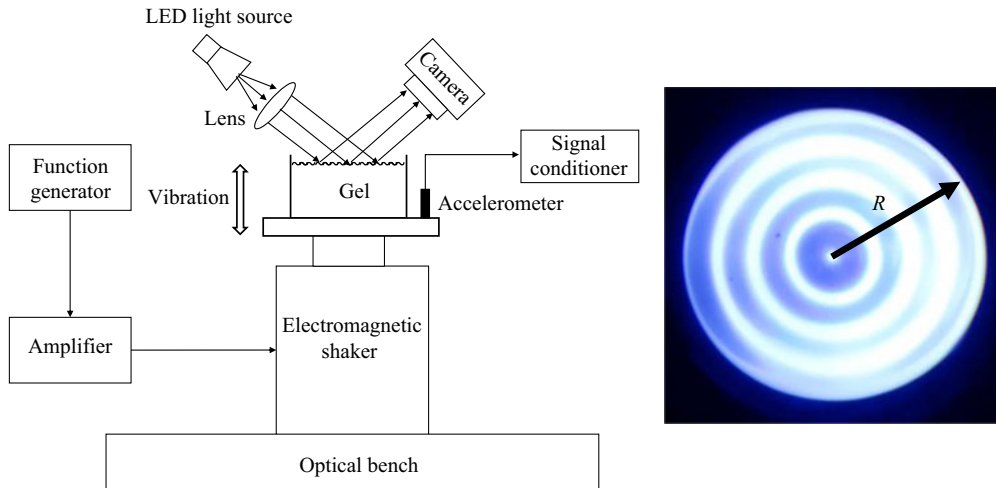 LED light source
Lens
Camera
Function
generator
Vibration
Gel
Signal
conditioner
Accelerometer
R
Amplifier
Electromagnetic
shaker
Optical bench